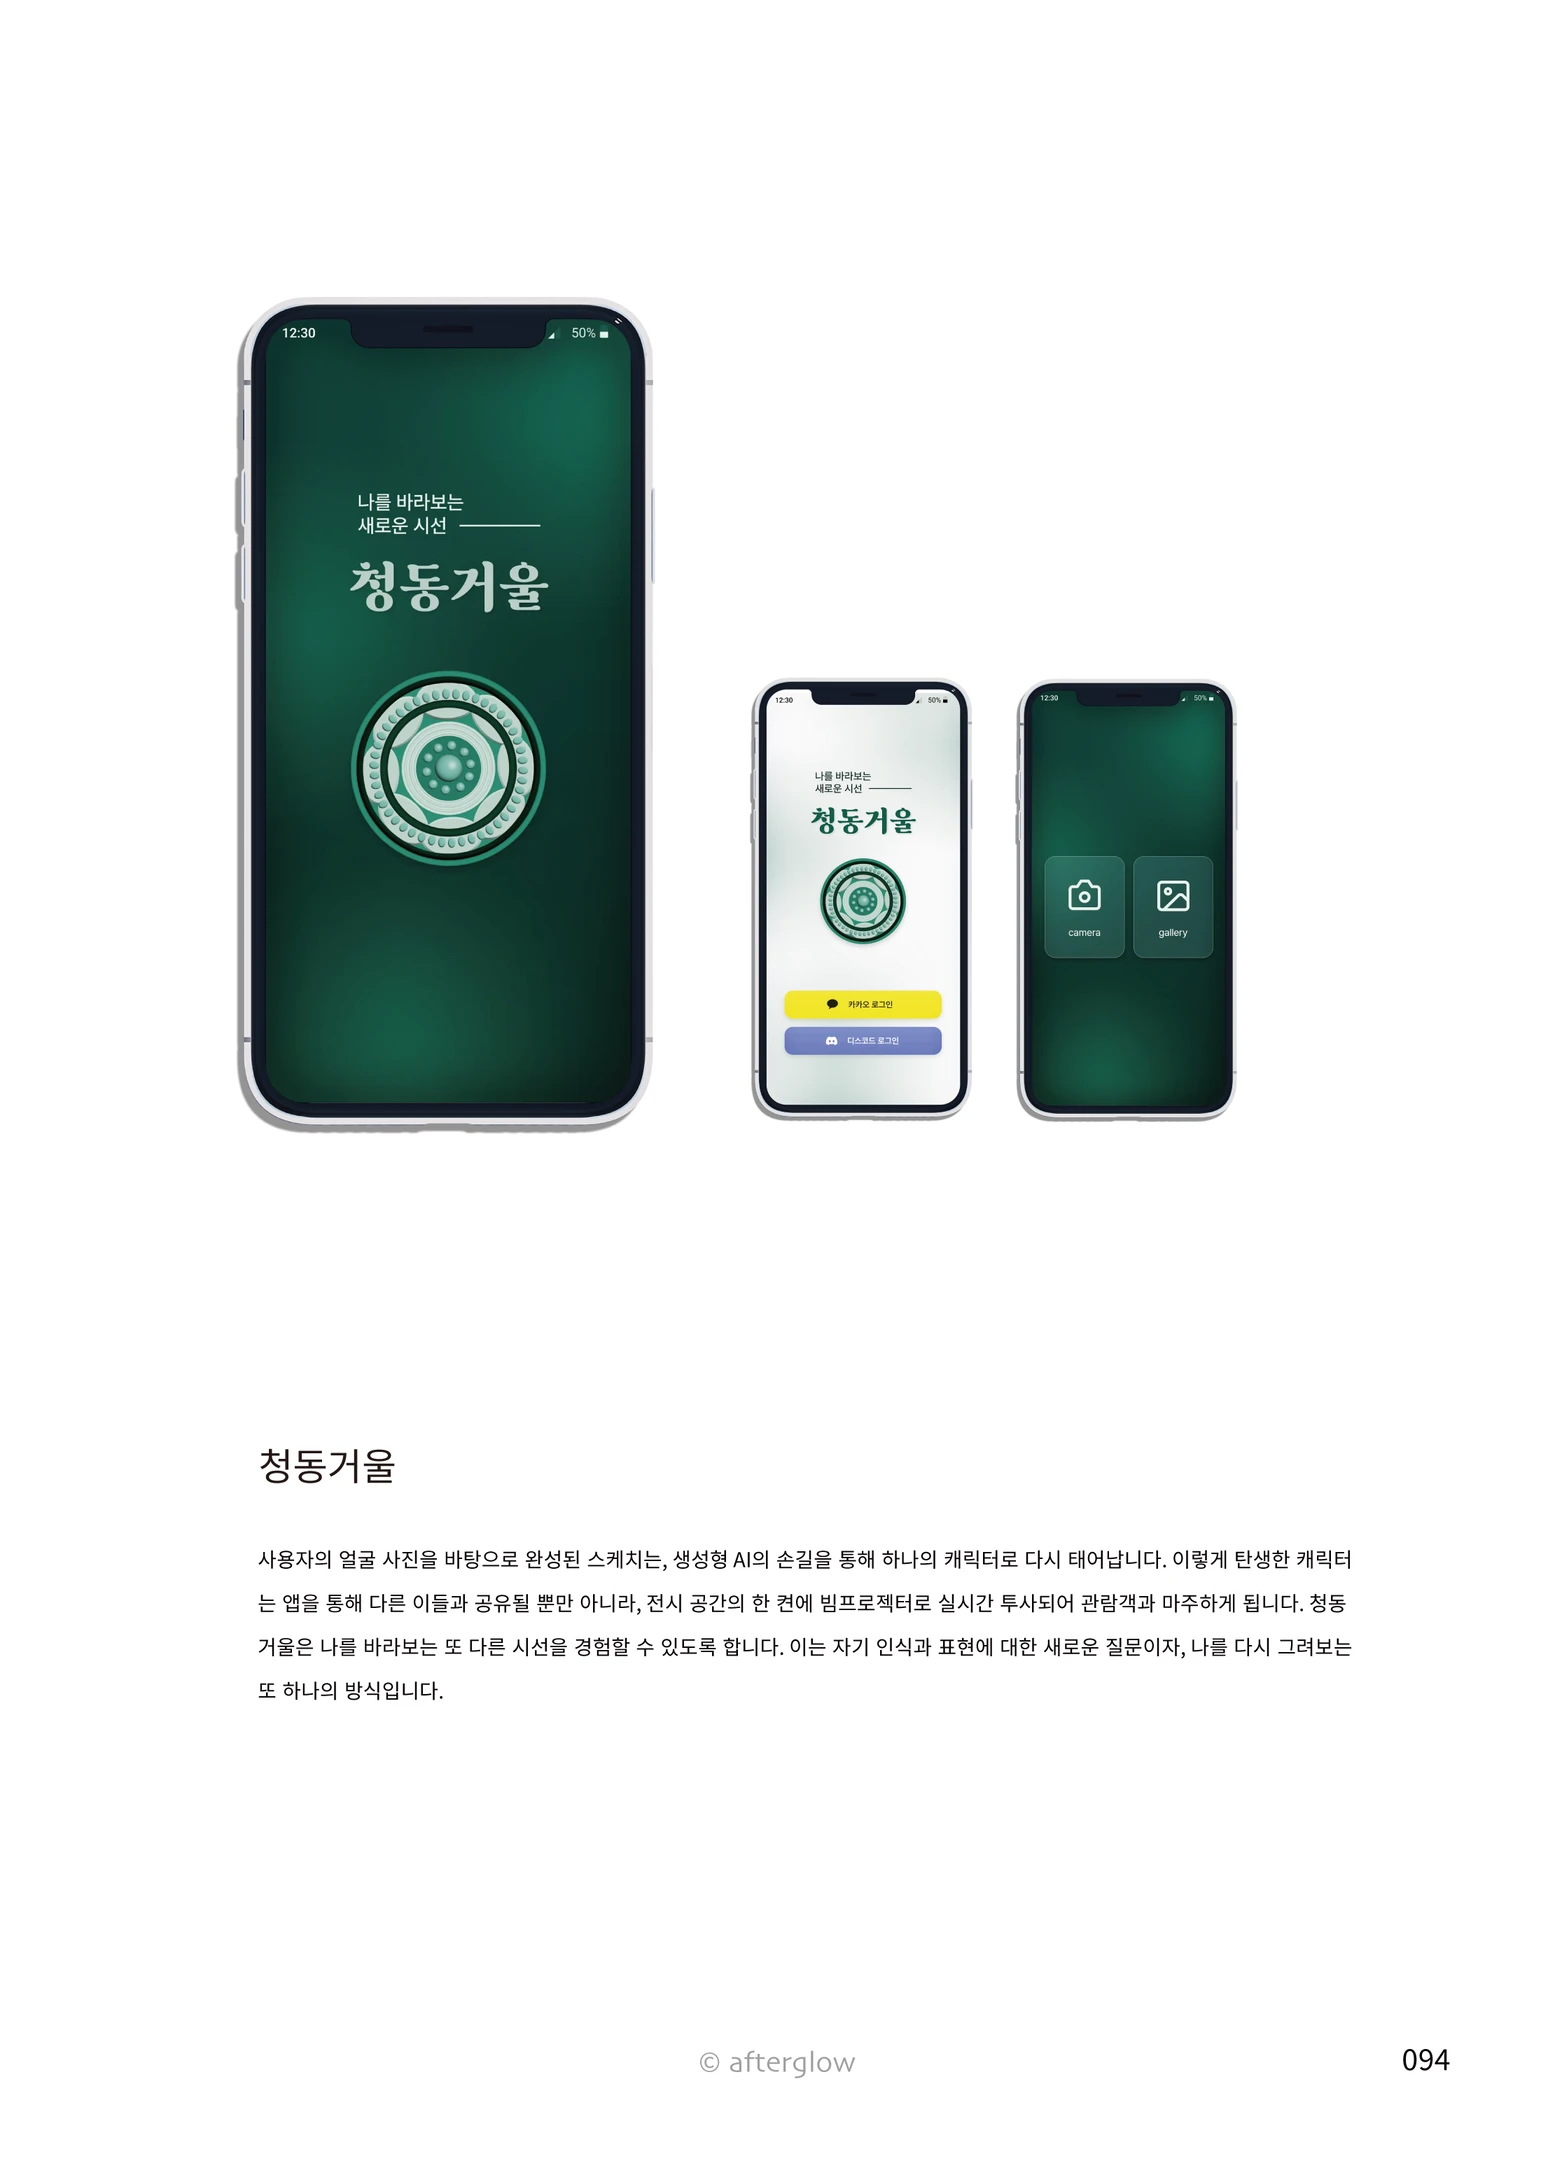 12:30
50%
나를 바라보는
새로운 시선
청동거울
12:30
50%
나를 바라보는
새로운 시선
청동거울
카카오 로그인
디스코드 로그인
12:30
50%
camera
gallery
청동거울
사용자의 얼굴 사진을 바탕으로 완성된 스케치는, 생성형 AI의 손길을 통해 하나의 캐릭터로 다시 태어납니다. 이렇게 탄생한 캐릭터
는 앱을 통해 다른 이들과 공유될 뿐만 아니라, 전시 공간의 한 켠에 빔프로젝터로 실시간 투사되어 관람객과 마주하게 됩니다. 청동
거울은 나를 바라보는 또 다른 시선을 경험할 수 있도록 합니다. 이는 자기 인식과 표현에 대한 새로운 질문이자, 나를 다시 그려보는
또 하나의 방식입니다.
© afterglow
094